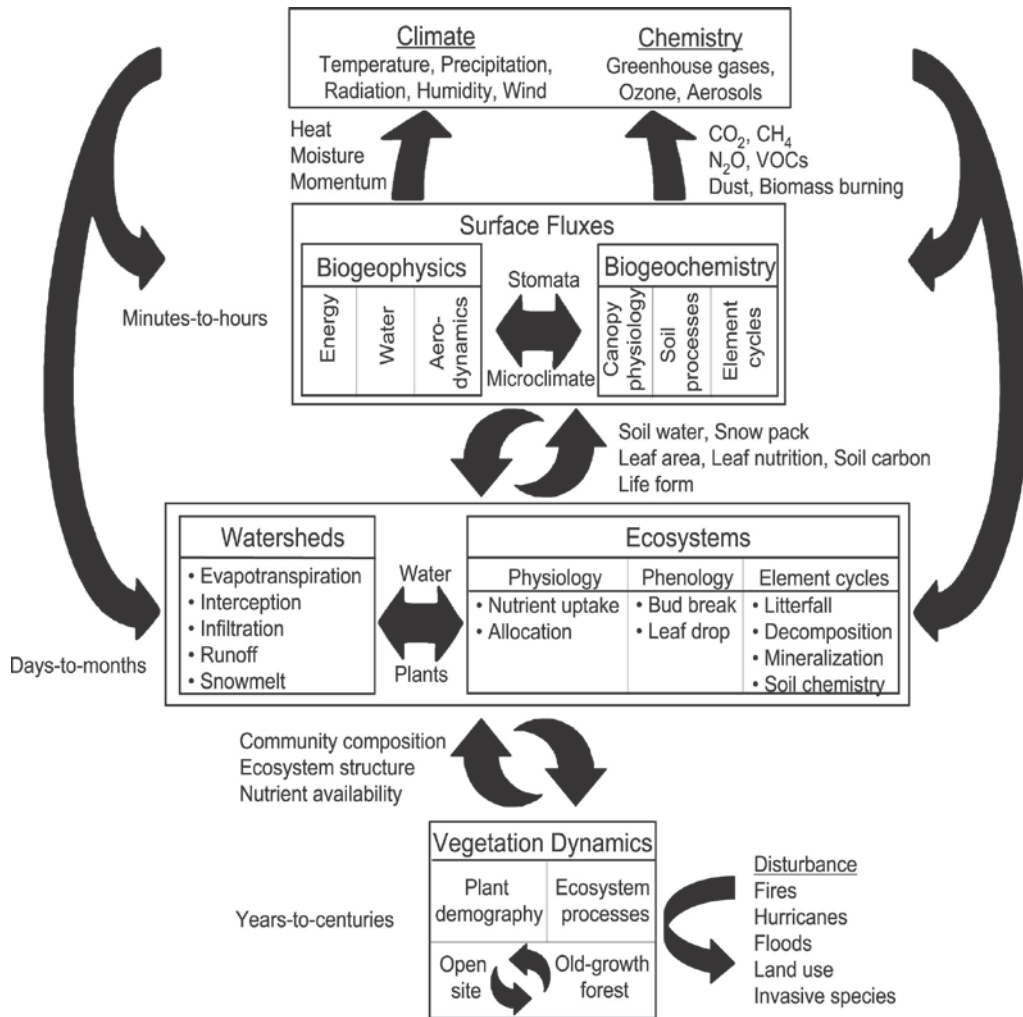 Climate
Temperature, Precipitation,
Radiation, Humidity, Wind
Chemistry
Greenhouse gases,
Ozone, Aerosols
Heat
Moisture
Momentum
CO₂, CH₄
N₂O, VOCs
Dust, Biomass burning
Surface Fluxes
Biogeophysics
Energy
Water
Aero-
dynamics
Stomata
Microclimate
Biogeochemistry
Canopy
physiology
Soil
processes
Element
cycles
Minutes-to-hours
Soil water, Snow pack
Leaf area, Leaf nutrition, Soil carbon
Life form
Watersheds
• Evapotranspiration
• Interception
• Infiltration
• Runoff
• Snowmelt
Water
Plants
Ecosystems
Physiology
• Nutrient uptake
• Allocation
Phenology
• Bud break
• Leaf drop
Element cycles
• Litterfall
• Decomposition
• Mineralization
• Soil chemistry
Days-to-months
Community composition
Ecosystem structure
Nutrient availability
Vegetation Dynamics
Plant
demography
Ecosystem
processes
Open
site
Old-growth
forest
Years-to-centuries
Disturbance
Fires
Hurricanes
Floods
Land use
Invasive species